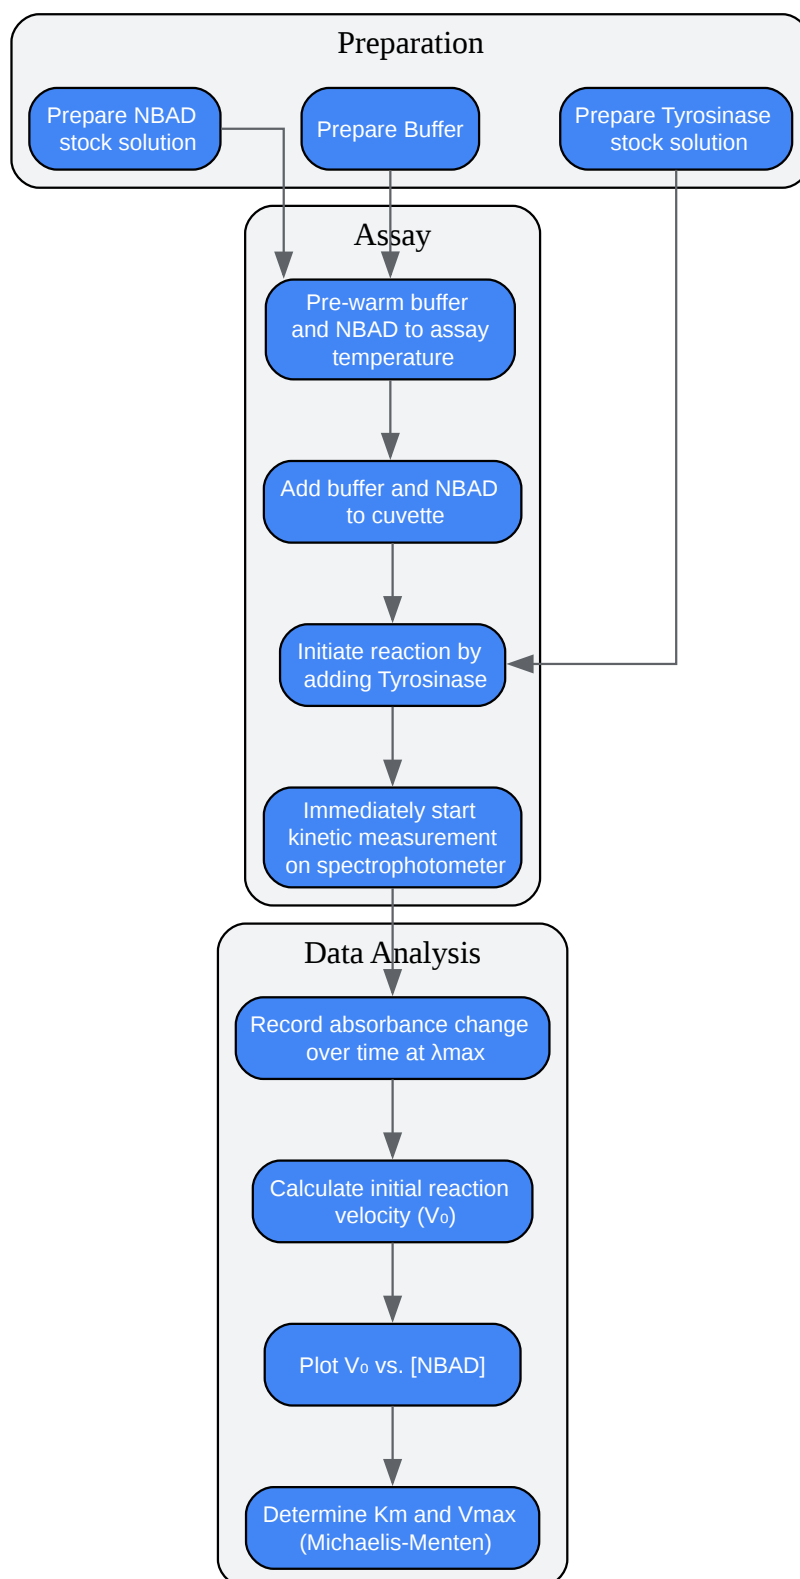 Preparation
Prepare NBAD
stock solution
Prepare Buffer
Prepare Tyrosinase
stock solution
Assay
Pre-warm buffer
and NBAD to assay
temperature
Add buffer and NBAD
to cuvette
Initiate reaction by
adding Tyrosinase
Immediately start
kinetic measurement
on spectrophotometer
Data Analysis
Record absorbance change
over time at λmax
Calculate initial reaction
velocity (V₀)
Plot V₀ vs. [NBAD]
Determine Km and Vmax
(Michaelis-Menten)